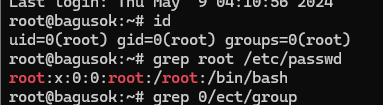 Last login: Thu May  9 04:10:56 2024
root@bagusok:~# id
uid=0(root) gid=0(root) groups=0(root)
root@bagusok:~# grep root /etc/passwd
root:x:0:0:root:/root:/bin/bash
root@bagusok:~# grep 0/ect/group